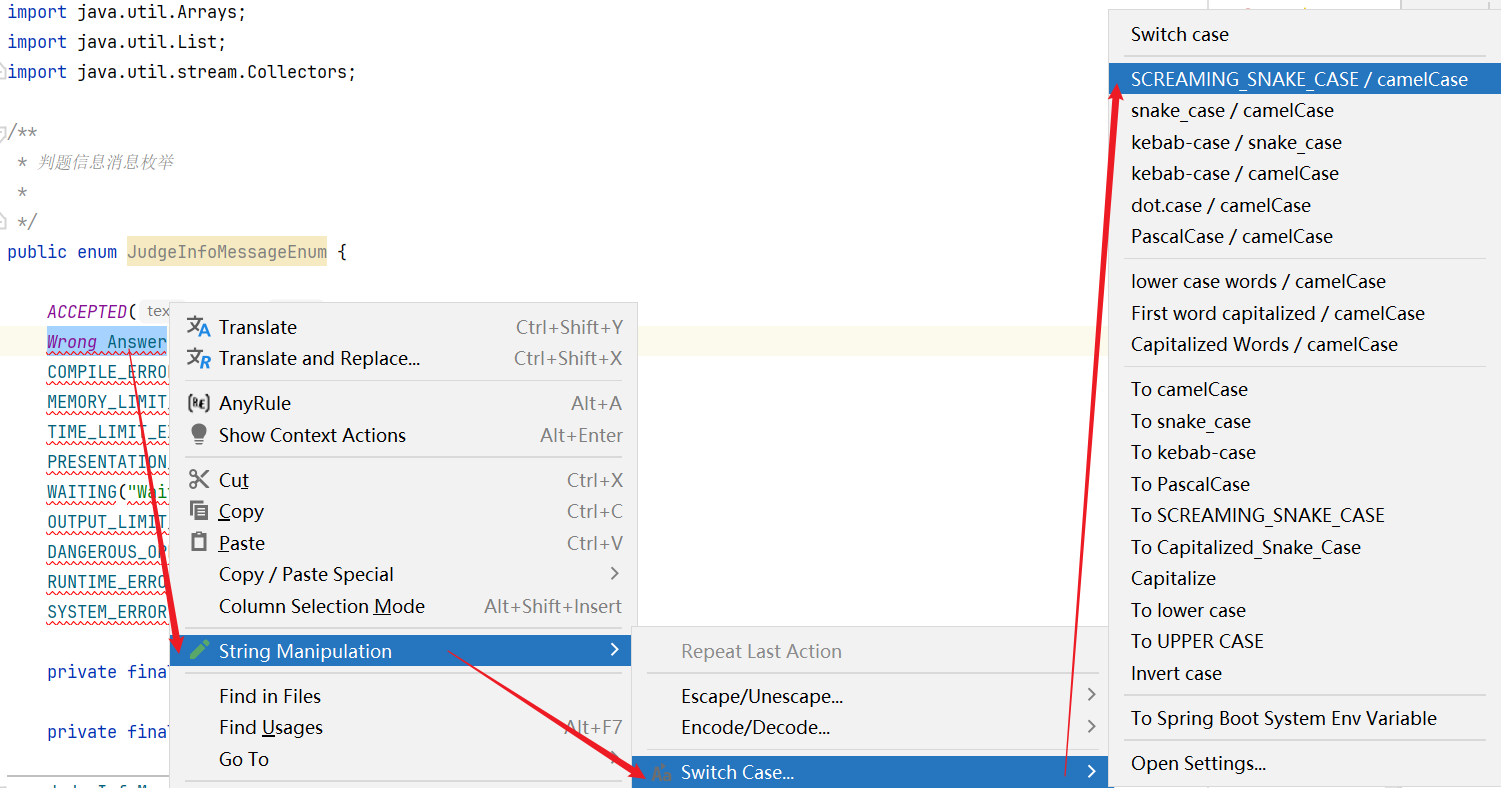 import java.util.Arrays;
import java.util.List;
import java.util.stream.Collectors;
/**
* 判题信息消息枚举
*
*/
public enum JudgeInfoMessageEnum {
ACCEPTED( tex
Wrong Answer
COMPILE_ERRO
MEMORY_LIMIT
TIME_LIMIT_E
PRESENTATION
WAITING("Wait
OUTPUT_LIMIT
DANGEROUS_OP
RUNTIME_ERRO
SYSTEM_ERROR
private final
private final
Translate Ctrl+Shift+Y
Translate and Replace... Ctrl+Shift+X
AnyRule Alt+A
Show Context Actions Alt+Enter
Cut Ctrl+X
Copy Ctrl+C
Paste Ctrl+V
Copy / Paste Special
Column Selection Mode Alt+Shift+Insert
String Manipulation
Find in Files
Find Usages Alt+F7
Go To
Repeat Last Action
Escape/Unescape...
Encode/Decode...
Switch Case...
Switch case
SCREAMING_SNAKE_CASE / camelCase
snake_case / camelCase
kebab-case / snake_case
kebab-case / camelCase
dot.case / camelCase
PascalCase / camelCase
lower case words / camelCase
First word capitalized / camelCase
Capitalized Words / camelCase
To camelCase
To snake_case
To kebab-case
To PascalCase
To SCREAMING_SNAKE_CASE
To Capitalized_Snake_Case
Capitalize
To lower case
To UPPER CASE
Invert case
To Spring Boot System Env Variable
Open Settings...